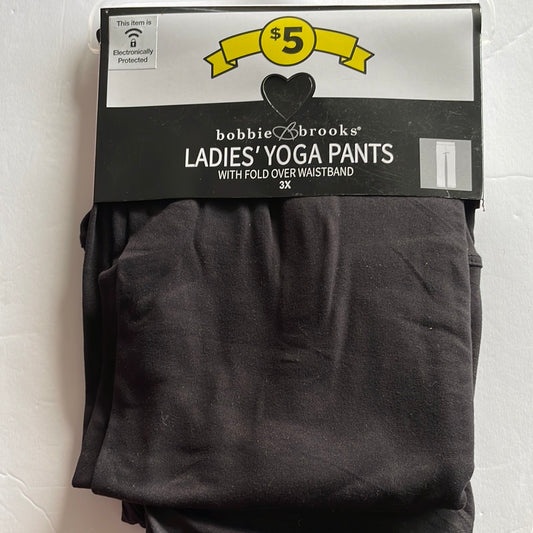 This item is
Electronically
Protected
$5
bobbie brooks®
LADIES' YOGA PANTS
WITH FOLD OVER WAISTBAND
3X